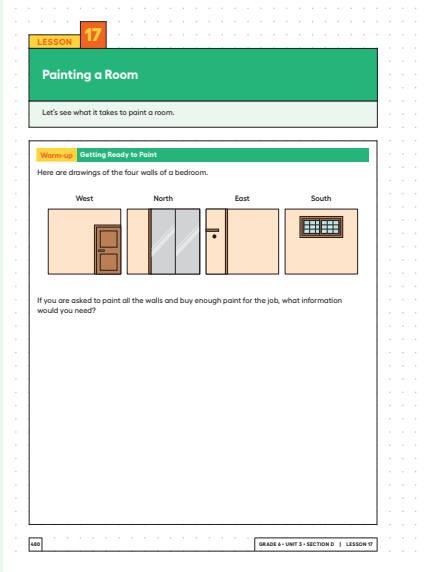 LESSON 17
Painting a Room
Let's see what it takes to paint a room.
Warm-up Getting Ready to Paint
Here are drawings of the four walls of a bedroom.
West North East South
If you are asked to paint all the walls and buy enough paint for the job, what information
would you need?
480 GRADE 6 • UNIT 3 • SECTION D | LESSON 17